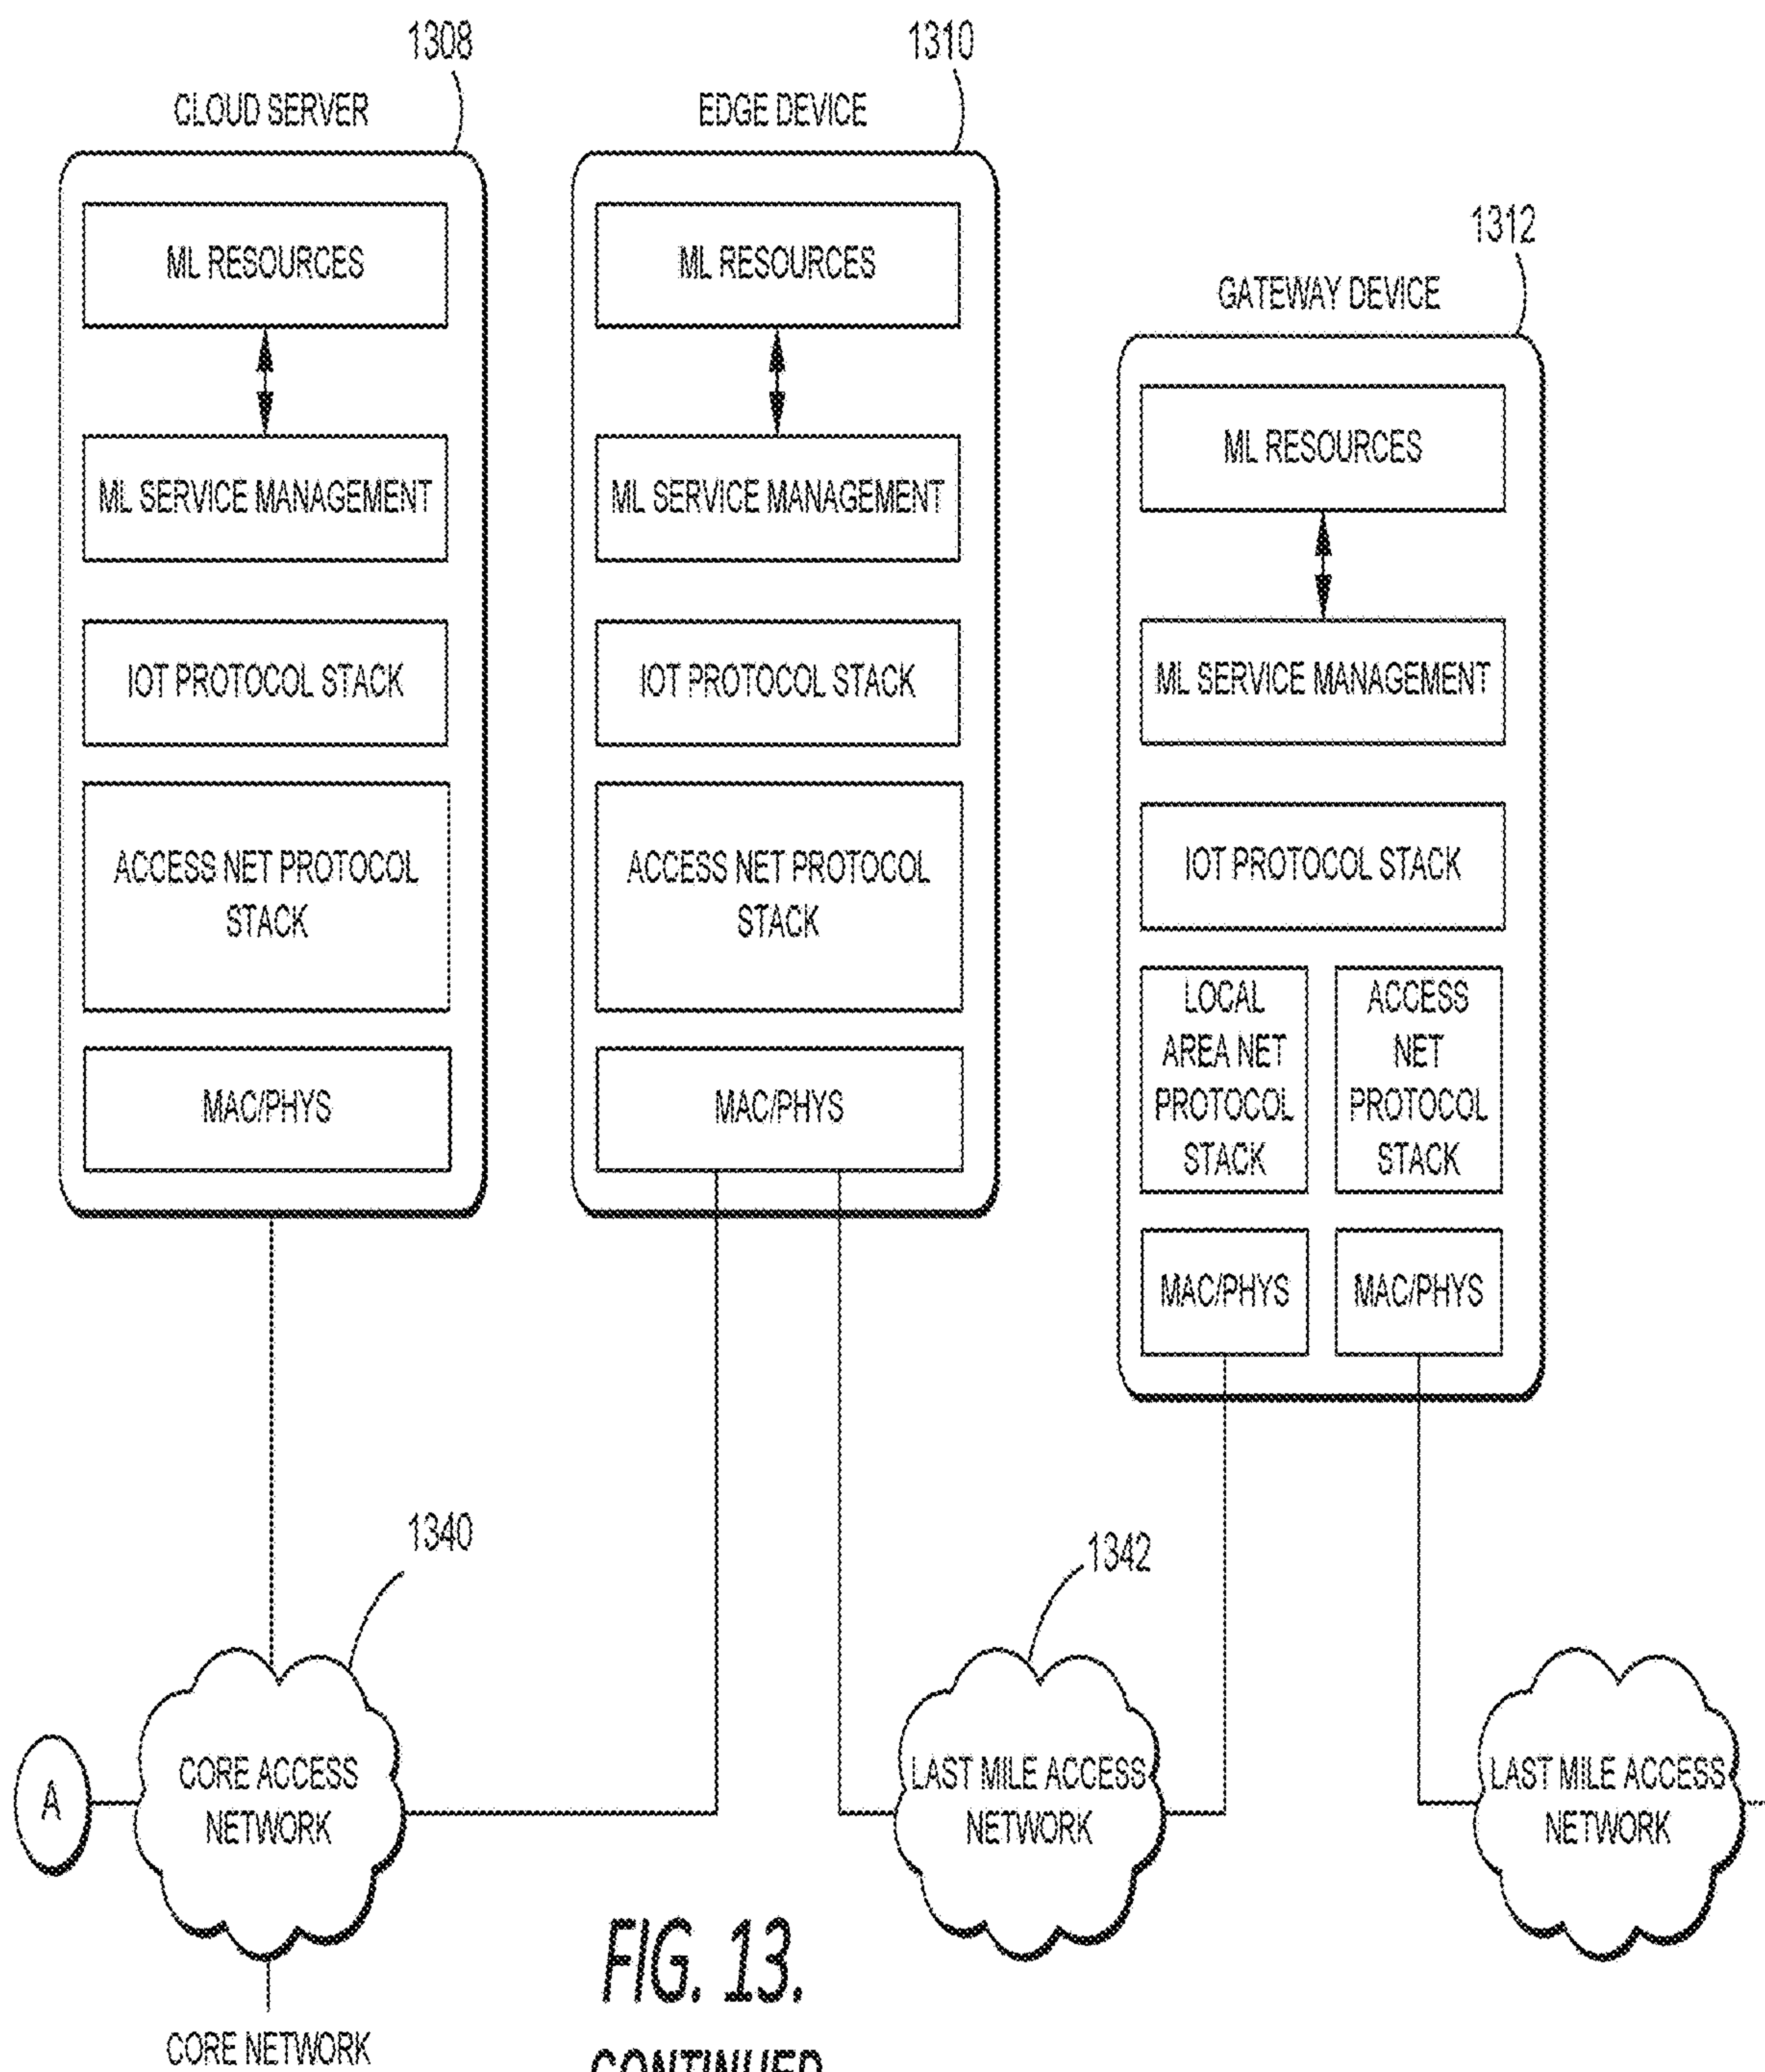 1308
CLOUD SERVER
ML RESOURCES
ML SERVICE MANAGEMENT
IOT PROTOCOL STACK
ACCESS NET PROTOCOL
STACK
MAC/PHYS
1310
EDGE DEVICE
ML RESOURCES
ML SERVICE MANAGEMENT
IOT PROTOCOL STACK
ACCESS NET PROTOCOL
STACK
MAC/PHYS
1312
GATEWAY DEVICE
ML RESOURCES
ML SERVICE MANAGEMENT
IOT PROTOCOL STACK
LOCAL
AREA NET
PROTOCOL
STACK
ACCESS
NET
PROTOCOL
STACK
MAC/PHYS
MAC/PHYS
1340
1342
A
CORE ACCESS
NETWORK
LAST MILE ACCESS
NETWORK
LAST MILE ACCESS
NETWORK
CORE NETWORK
FIG. 13.
CONTINUED